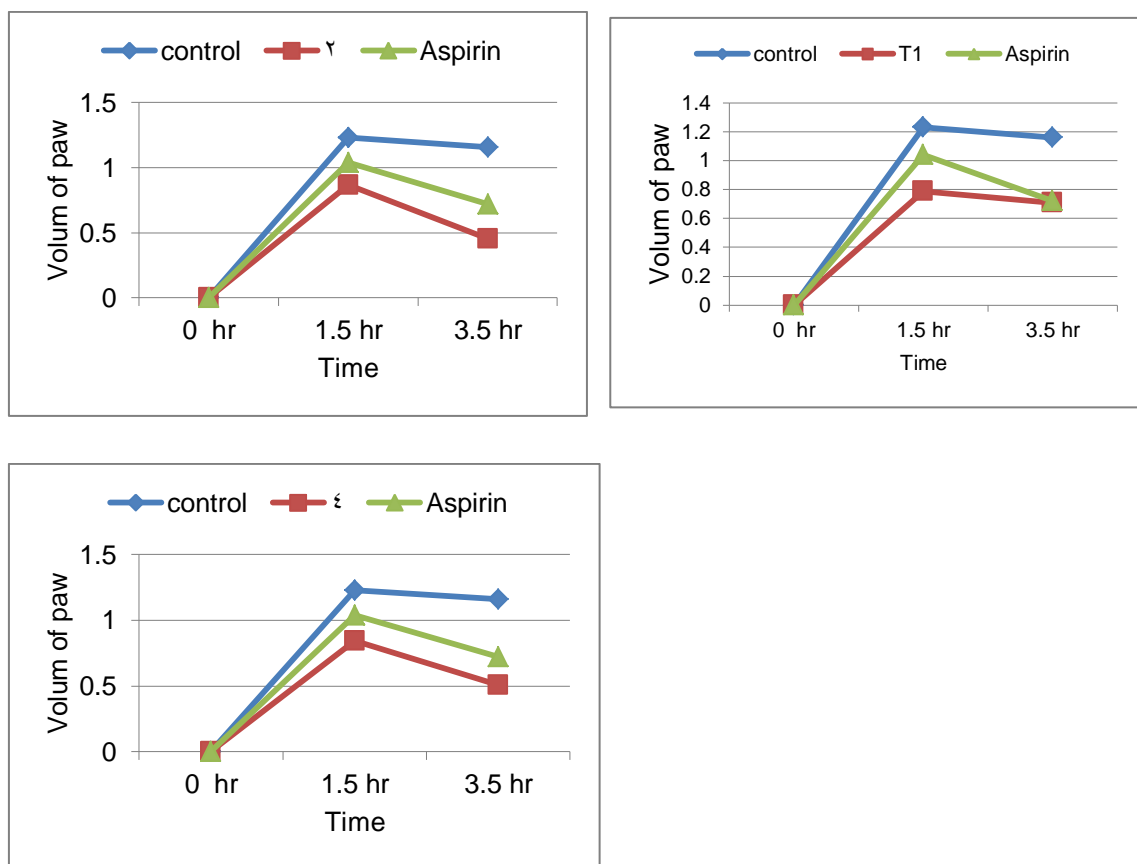 control ٢ Aspirin
Volum of paw
1.5
1
0.5
0
0 hr 1.5 hr 3.5 hr
Time
control T1 Aspirin
Volum of paw
1.4
1.2
1
0.8
0.6
0.4
0.2
0
0 hr 1.5 hr 3.5 hr
Time
control ٤ Aspirin
Volum of paw
1.5
1
0.5
0
0 hr 1.5 hr 3.5 hr
Time